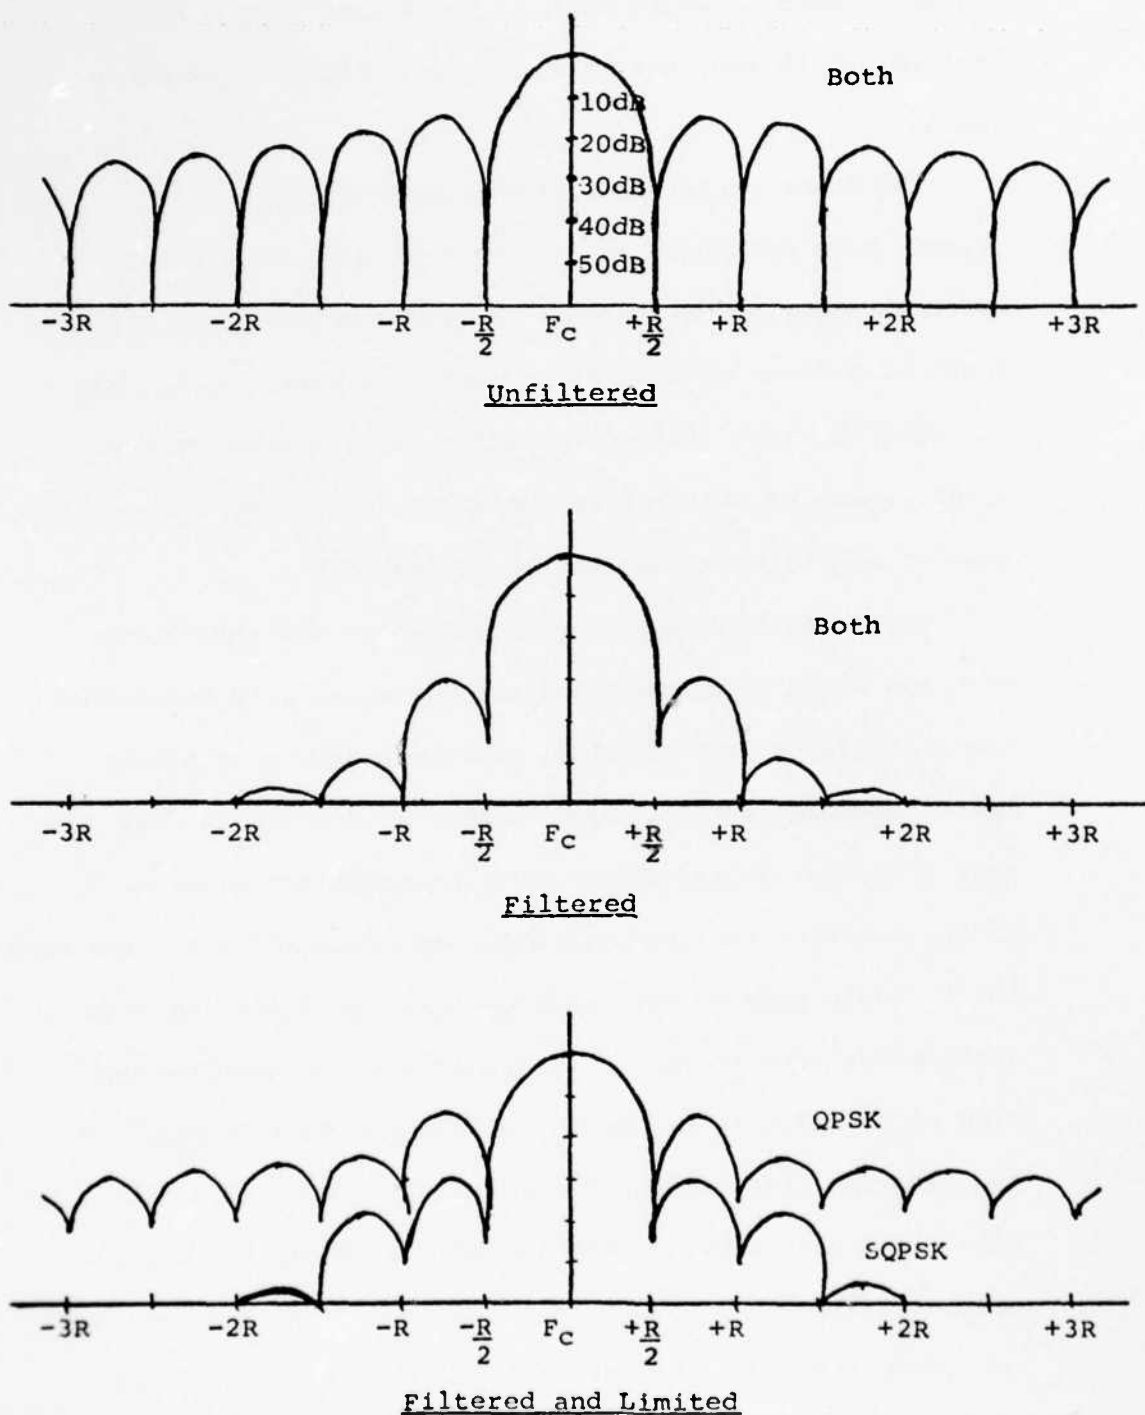 Both
10dB
20dB
30dB
40dB
50dB
-3R -2R -R -R/2 Fc +R/2 +R +2R +3R
Unfiltered
Both
-3R -2R -R -R/2 Fc +R/2 +R +2R +3R
Filtered
QPSK
SQPSK
-3R -2R -R -R/2 Fc +R/2 +R +2R +3R
Filtered and Limited